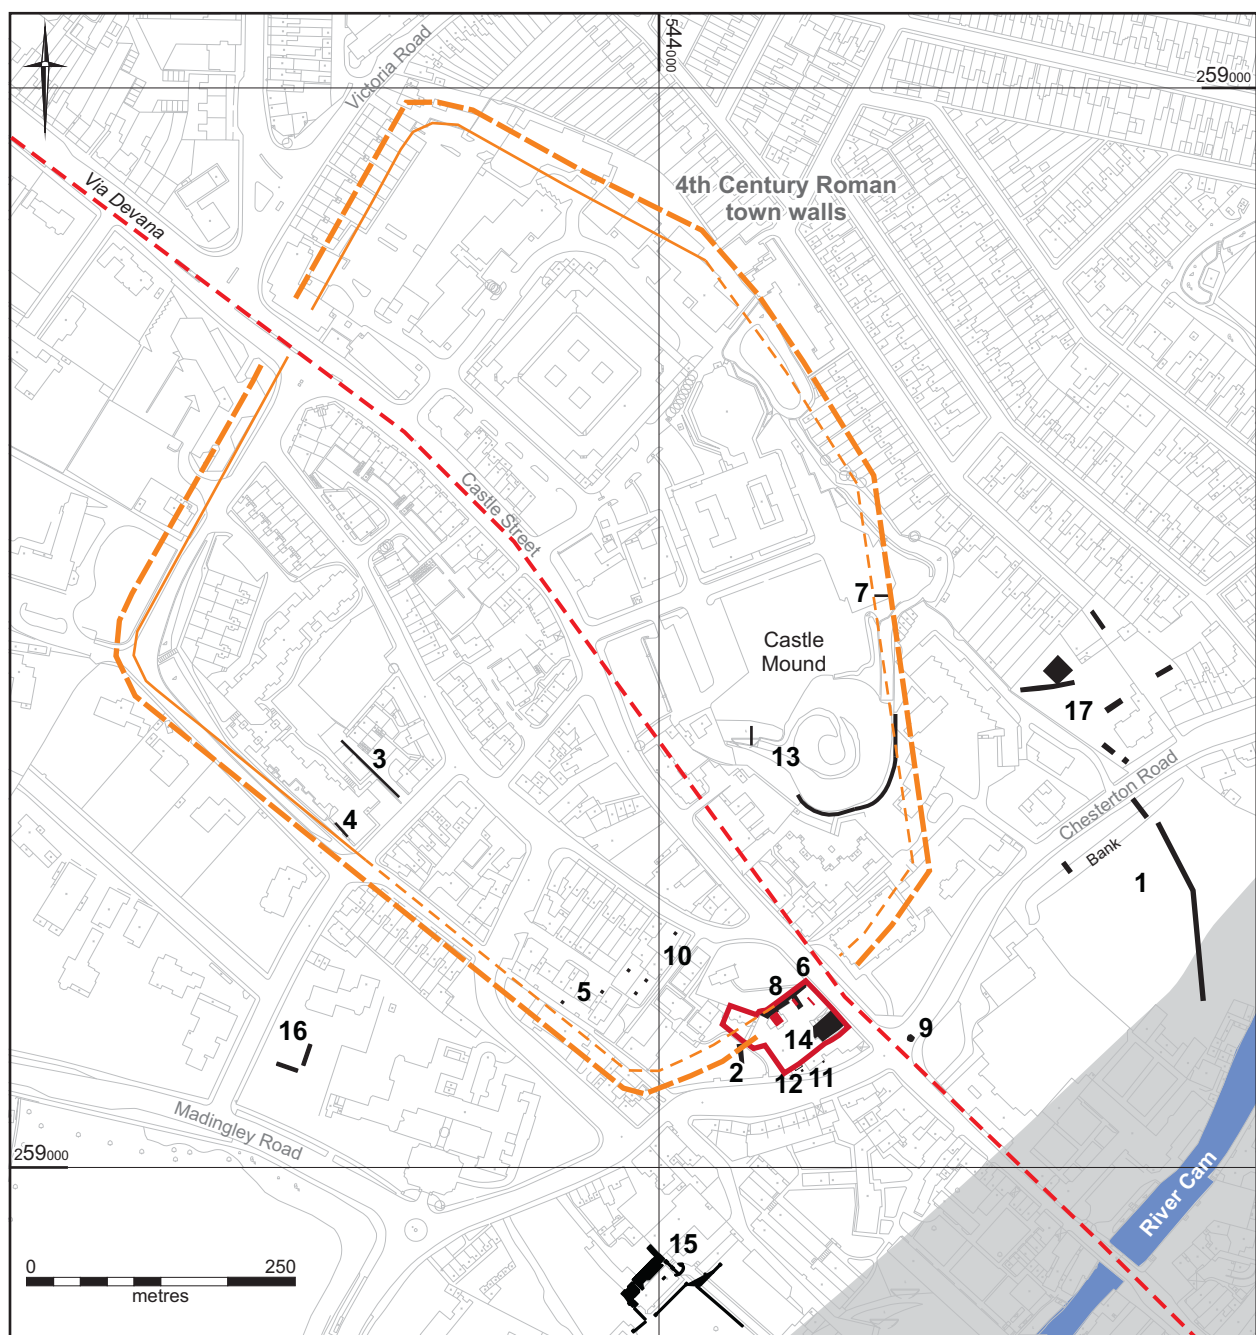 544000
259000
Victoria Road
Via Devana
4th Century Roman
town walls
Castle Street
7
Castle
Mound
17
13
3
4
Chesterton Road
Bank
1
10
5
6
8
14
9
16
2
12
11
Madingley Road
259000
River Cam
15
0
250
metres